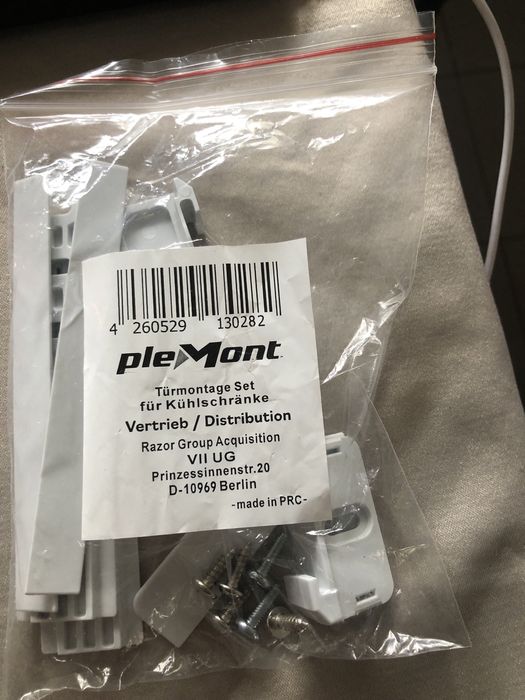 4 260529 130282
pleMont
Türmontage Set
für Kühlschränke
Vertrieb / Distribution
Razor Group Acquisition
VII UG
Prinzessinnenstr.20
D-10969 Berlin
-made in PRC-